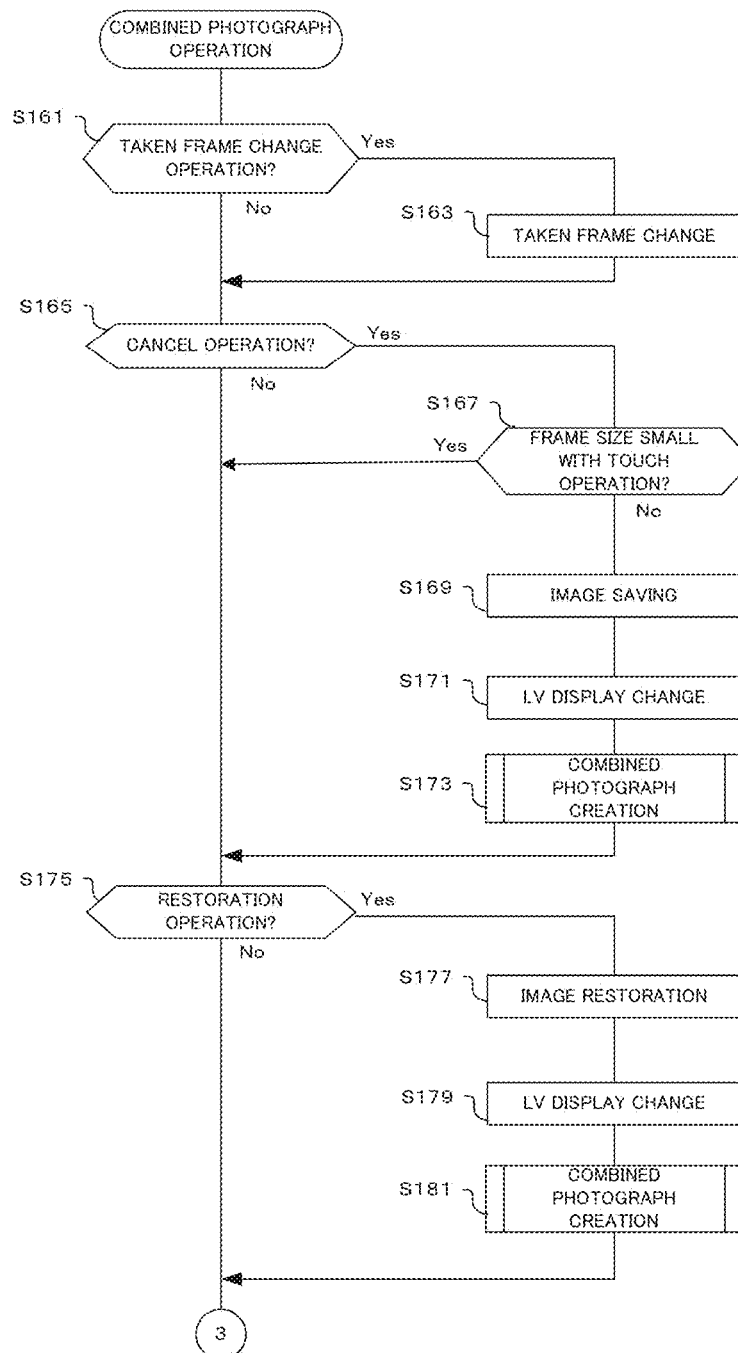 COMBINED PHOTOGRAPH
OPERATION
S161
TAKEN FRAME CHANGE
OPERATION?
Yes
No
S163
TAKEN FRAME CHANGE
S165
CANCEL OPERATION?
Yes
No
S167
FRAME SIZE SMALL
WITH TOUCH
OPERATION?
Yes
No
S169
IMAGE SAVING
S171
LV DISPLAY CHANGE
S173
COMBINED
PHOTOGRAPH
CREATION
S175
RESTORATION
OPERATION?
Yes
No
S177
IMAGE RESTORATION
S179
LV DISPLAY CHANGE
S181
COMBINED
PHOTOGRAPH
CREATION
3